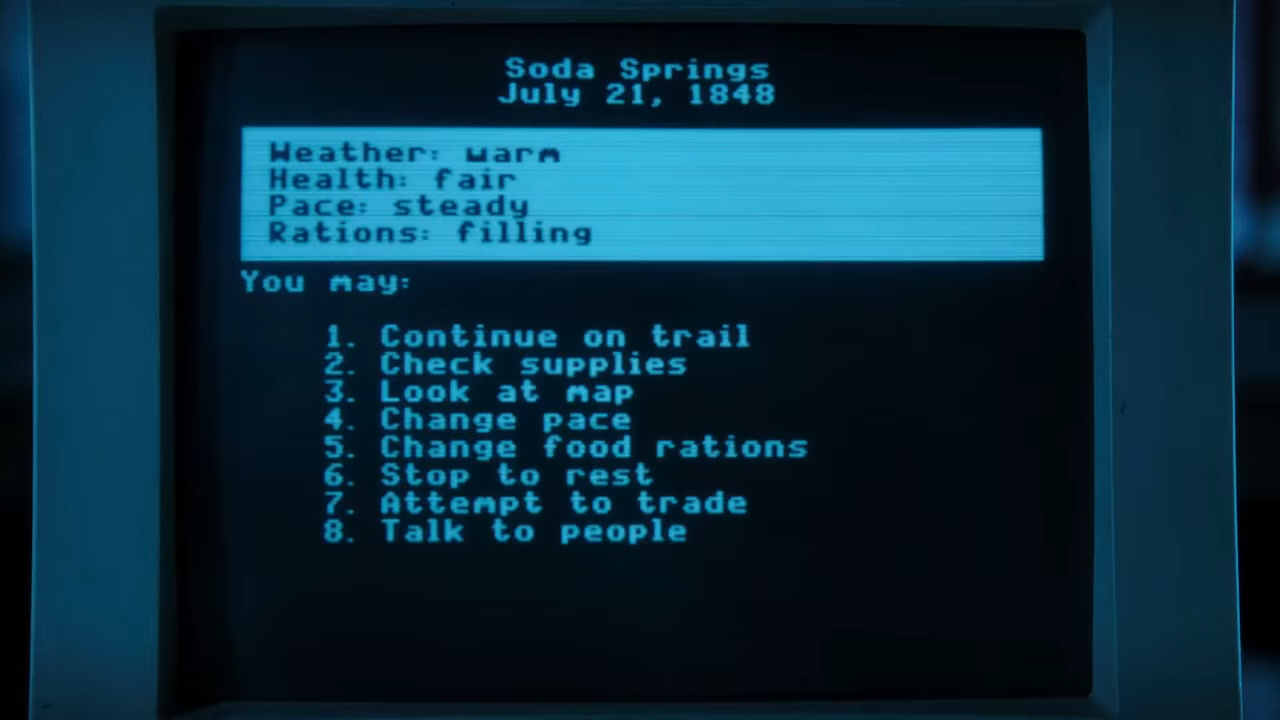 Soda Springs
July 21, 1848
Weather: warm
Health: fair
Pace: steady
Rations: filling
You may:
1. Continue on trail
2. Check supplies
3. Look at map
4. Change pace
5. Change food rations
6. Stop to rest
7. Attempt to trade
8. Talk to people